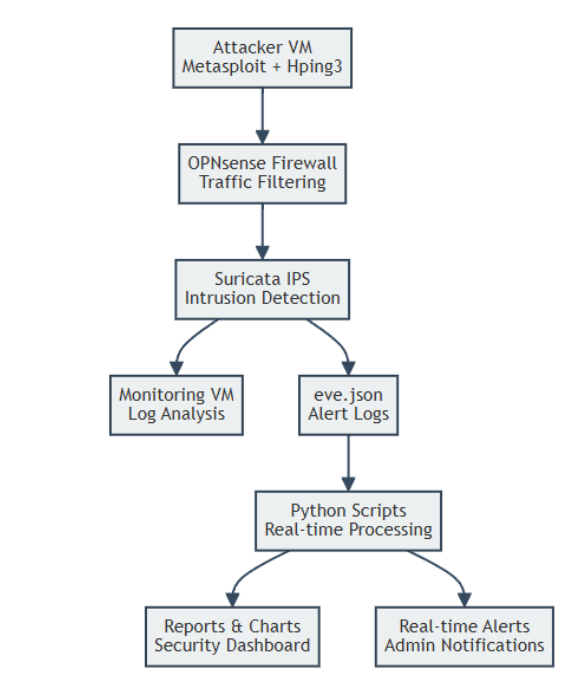 Attacker VM
Metasploit + Hping3
OPNsense Firewall
Traffic Filtering
Suricata IPS
Intrusion Detection
Monitoring VM
Log Analysis
eve.json
Alert Logs
Python Scripts
Real-time Processing
Reports & Charts
Security Dashboard
Real-time Alerts
Admin Notifications